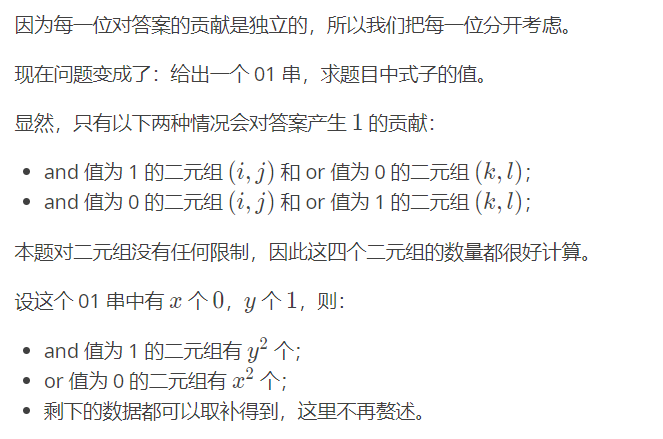 因为每一位对答案的贡献是独立的，所以我们把每一位分开考虑。
现在问题变成了：给出一个 01 串，求题目中式子的值。
显然，只有以下两种情况会对答案产生 1 的贡献：
• and 值为 1 的二元组 (i, j) 和 or 值为 0 的二元组 (k, l)；
• and 值为 0 的二元组 (i, j) 和 or 值为 1 的二元组 (k, l)；
本题对二元组没有任何限制，因此这四个二元组的数量都很好计算。
设这个 01 串中有 x 个 0，y 个 1，则：
• and 值为 1 的二元组有 y² 个；
• or 值为 0 的二元组有 x² 个；
• 剩下的数据都可以取补得到，这里不再赘述。